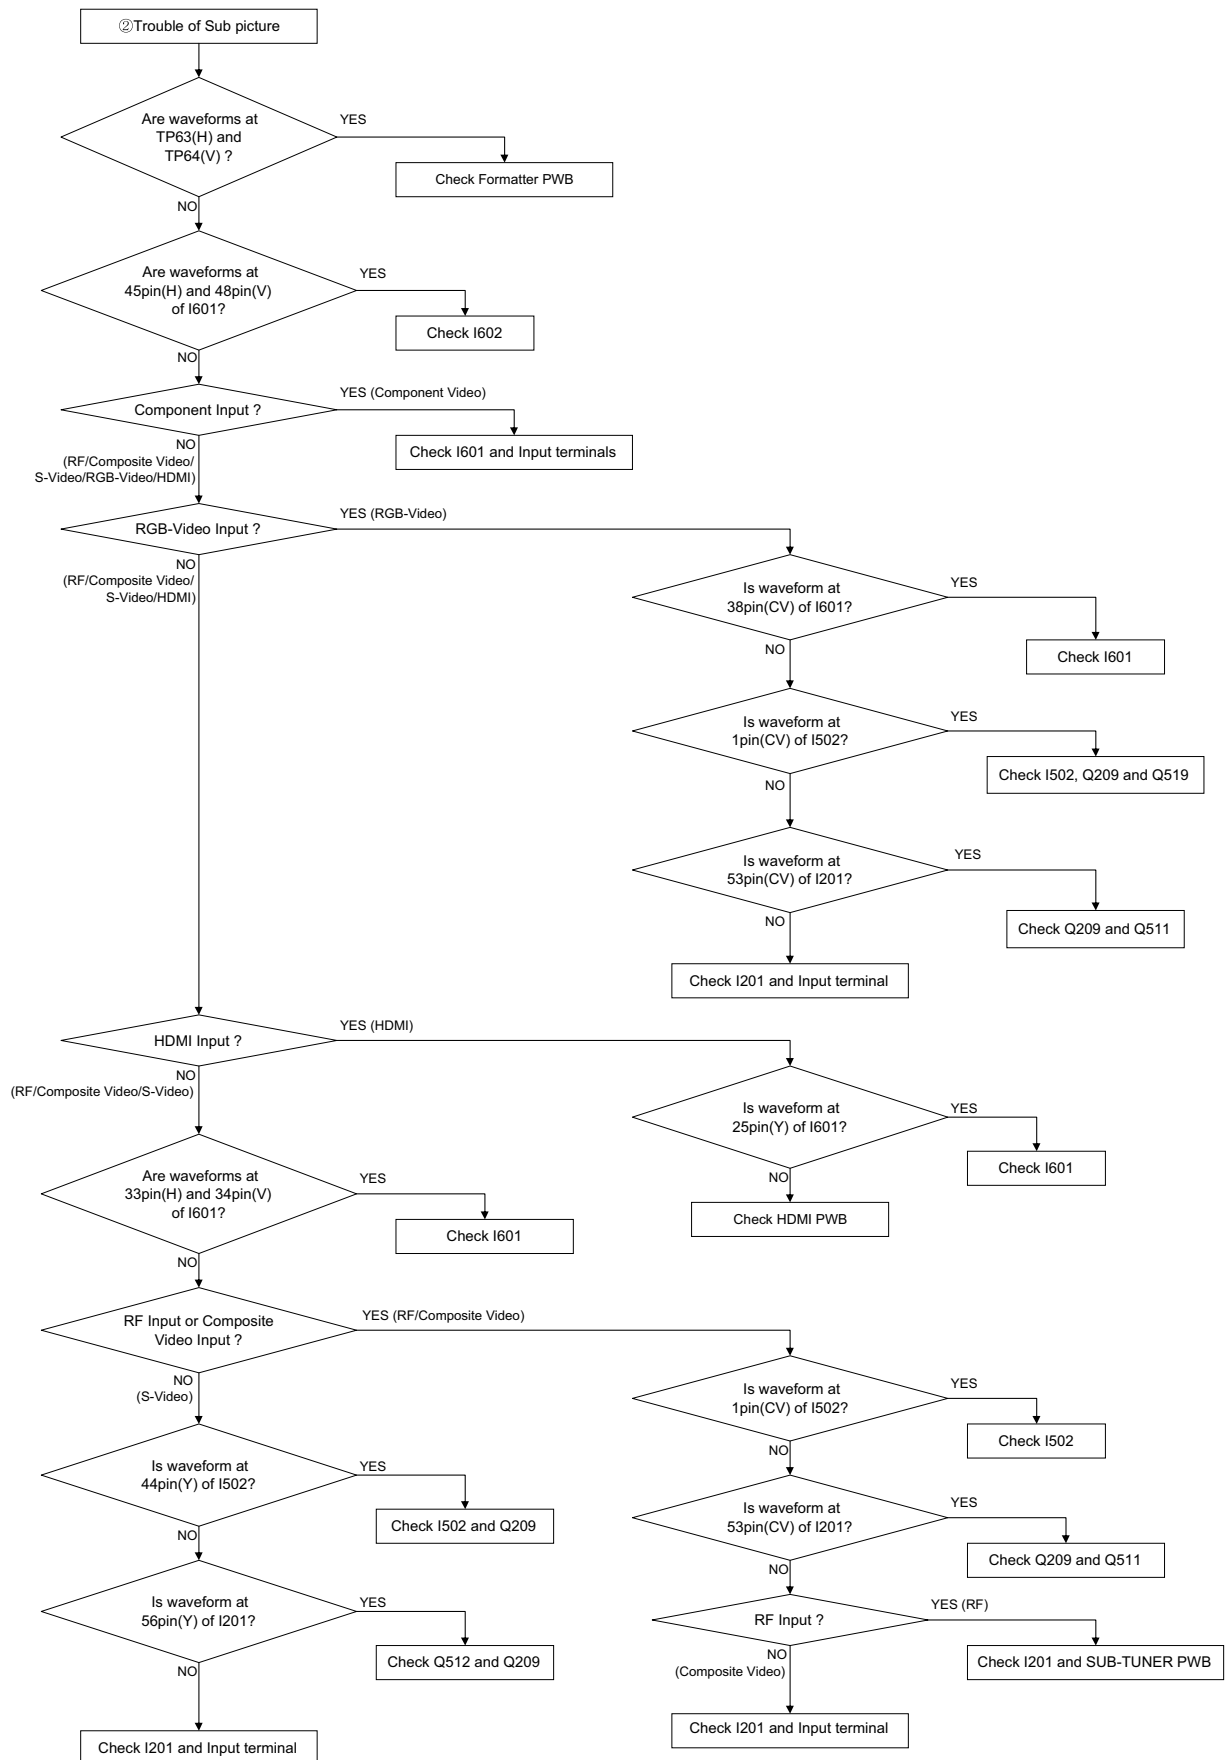 ②Trouble of Sub picture
Are waveforms at
TP63(H) and
TP64(V) ?
YES
Check Formatter PWB
NO
Are waveforms at
45pin(H) and 48pin(V)
of I601?
YES
Check I602
NO
Component Input ?
YES (Component Video)
Check I601 and Input terminals
NO
(RF/Composite Video/
S-Video/RGB-Video/HDMI)
RGB-Video Input ?
YES (RGB-Video)
NO
(RF/Composite Video/
S-Video/HDMI)
Is waveform at
38pin(CV) of I601?
YES
Check I601
NO
Is waveform at
1pin(CV) of I502?
YES
Check I502, Q209 and Q519
NO
Is waveform at
53pin(CV) of I201?
YES
Check Q209 and Q511
NO
Check I201 and Input terminal
HDMI Input ?
YES (HDMI)
NO
(RF/Composite Video/S-Video)
Is waveform at
25pin(Y) of I601?
YES
Check I601
NO
Check HDMI PWB
Are waveforms at
33pin(H) and 34pin(V)
of I601?
YES
Check I601
NO
RF Input or Composite
Video Input ?
YES (RF/Composite Video)
NO
(S-Video)
Is waveform at
1pin(CV) of I502?
YES
Check I502
NO
Is waveform at
44pin(Y) of I502?
YES
Check I502 and Q209
NO
Is waveform at
53pin(CV) of I201?
YES
Check Q209 and Q511
NO
Is waveform at
56pin(Y) of I201?
YES
Check Q512 and Q209
NO
Check I201 and Input terminal
RF Input ?
YES (RF)
Check I201 and SUB-TUNER PWB
NO
(Composite Video)
Check I201 and Input terminal